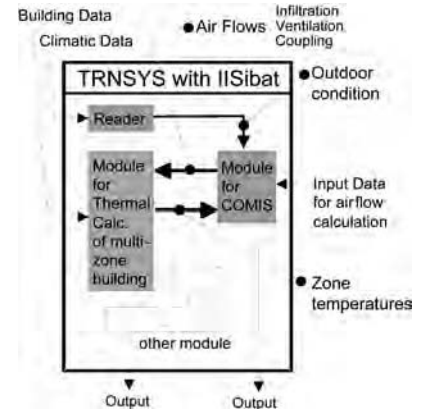 Building Data
Climatic Data
Air Flows
Infiltration
Ventilation
Coupling
TRNSYS with IISibat
Outdoor
condition
Reader
Module
for
Thermal
Calc.
of multi-
zone
building
Module
for
COMIS
Input Data
for airflow
calculation
Zone
temperatures
other module
Output
Output